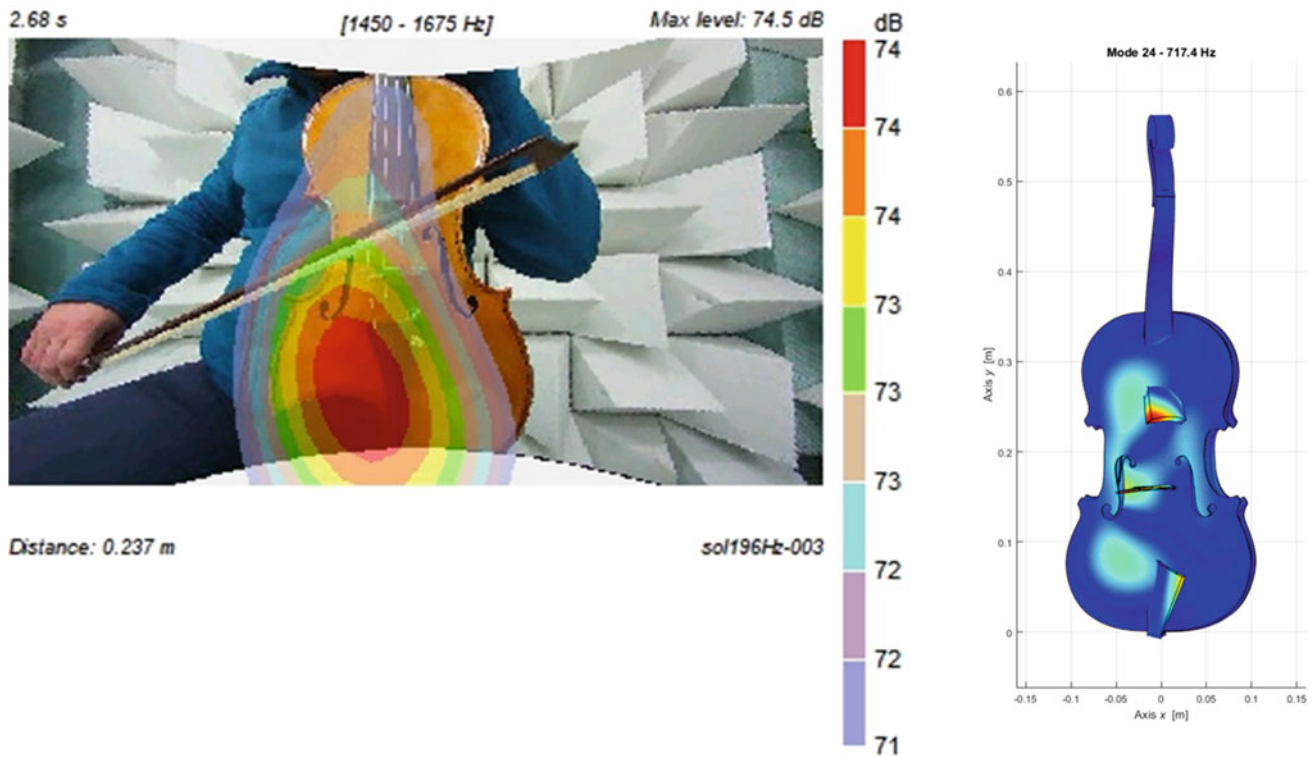 2.68 s
[1450 - 1675 Hz]
Max level: 74.5 dB
dB
74
74
74
73
73
73
72
72
71
Distance: 0.237 m
sol196Hz-003
Mode 24 - 717.4 Hz
0.6
0.5
0.4
0.3
0.2
0.1
0
Axis y [m]
-0.15
-0.1
-0.05
0
0.05
0.1
0.15
Axis x [m]